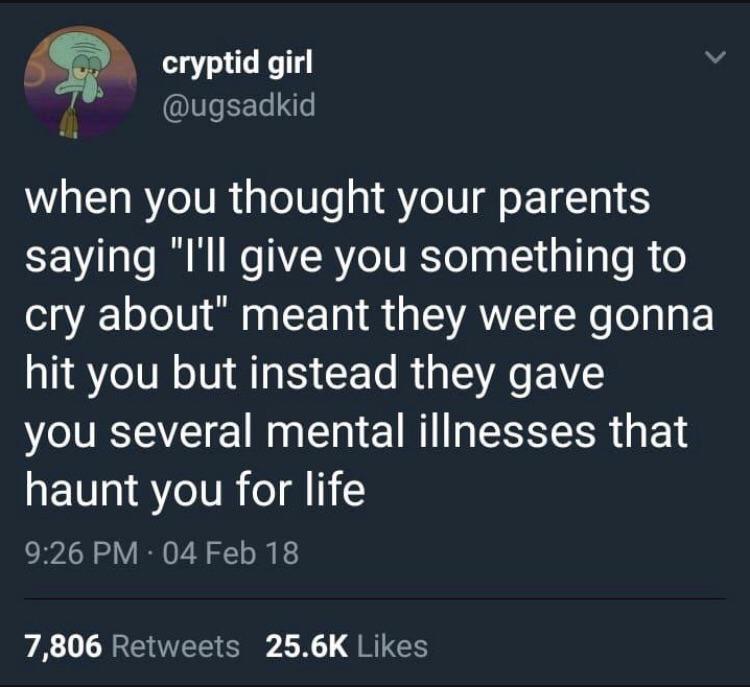 cryptid girl
@ugsadkid
when you thought your parents
saying "I'll give you something to
cry about" meant they were gonna
hit you but instead they gave
you several mental illnesses that
haunt you for life
9:26 PM · 04 Feb 18
7,806 Retweets 25.6K Likes